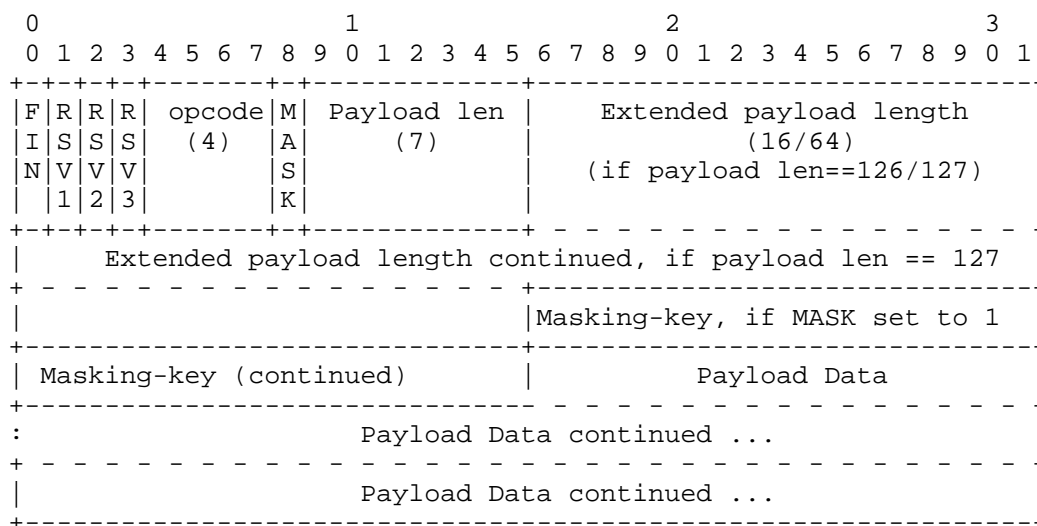 0                   1                   2                   3
 0 1 2 3 4 5 6 7 8 9 0 1 2 3 4 5 6 7 8 9 0 1 2 3 4 5 6 7 8 9 0 1
+-+-+-+-+-------+-+-------------+-------------------------------
|F|R|R|R| opcode|M| Payload len |    Extended payload length
|I|S|S|S|  (4)  |A|     (7)     |             (16/64)
|N|V|V|V|       |S|             |   (if payload len==126/127)
| |1|2|3|       |K|             |
+-+-+-+-+-------+-+-------------+ - - - - - - - - - - - - - - - -
|     Extended payload length continued, if payload len == 127
+ - - - - - - - - - - - - - - - +-------------------------------
|                               |Masking-key, if MASK set to 1
+-------------------------------+-------------------------------
| Masking-key (continued)       |          Payload Data
+-------------------------------- - - - - - - - - - - - - - - - -
:                     Payload Data continued ...
+ - - - - - - - - - - - - - - - - - - - - - - - - - - - - - - - -
|                     Payload Data continued ...
+---------------------------------------------------------------